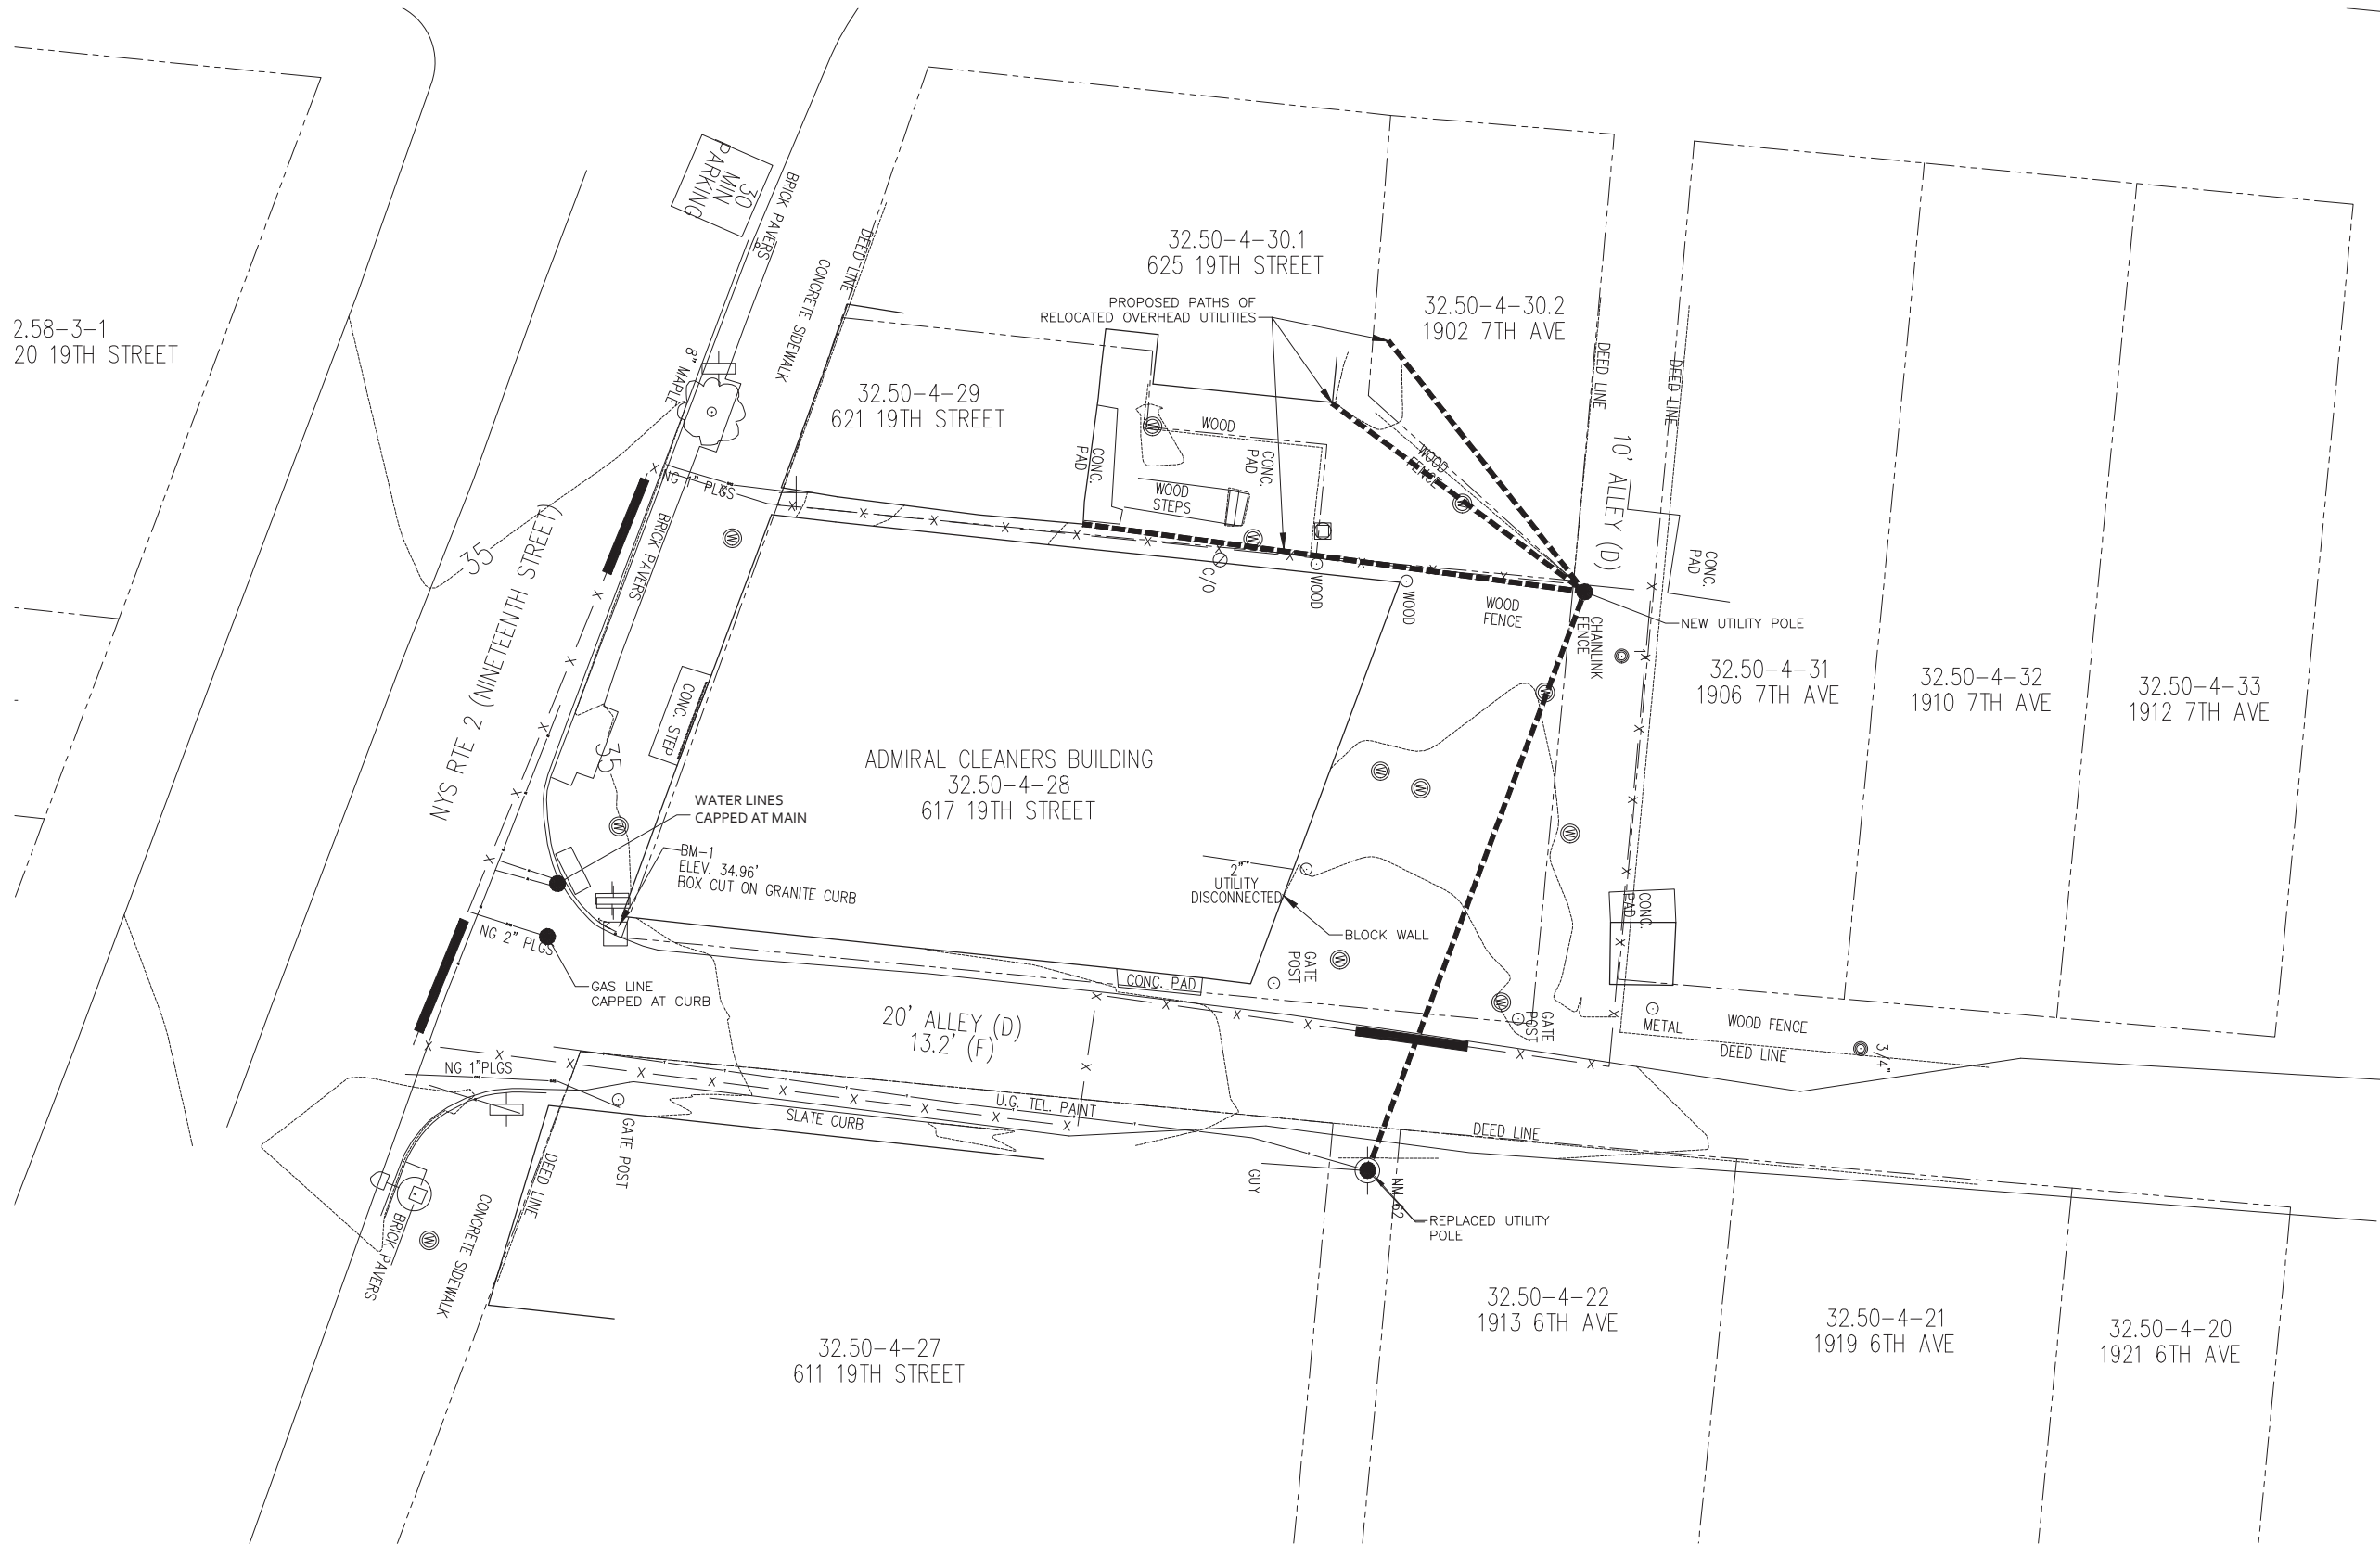 30
MIN
PARKING
BRICK PAVERS
DEED LINE
CONCRETE SIDEWALK
32.50-4-30.1
625 19TH STREET
PROPOSED PATHS OF
RELOCATED OVERHEAD UTILITIES
32.50-4-30.2
1902 7TH AVE
2.58-3-1
20 19TH STREET
8" MAPLE
32.50-4-29
621 19TH STREET
DEED LINE
DEED LINE
10' ALLEY (D)
WOOD
CONC.
PAD
CONC.
PAD
WOOD
STEPS
WOOD
FENCE
NG 1" PLGS
35
NYS RTE 2 (NINETEENTH STREET)
BRICK PAVERS
C/O
WOOD
WOOD
WOOD
FENCE
CHAINLINK
FENCE
CONC.
PAD
NEW UTILITY POLE
1"
32.50-4-31
1906 7TH AVE
32.50-4-32
1910 7TH AVE
32.50-4-33
1912 7TH AVE
CONC. STEP
35
ADMIRAL CLEANERS BUILDING
32.50-4-28
617 19TH STREET
WATER LINES
CAPPED AT MAIN
BM-1
ELEV. 34.96'
BOX CUT ON GRANITE CURB
2"
UTILITY
DISCONNECTED
BLOCK WALL
CONC.
PAD
NG 2" PLGS
GAS LINE
CAPPED AT CURB
GATE
POST
CONC. PAD
20' ALLEY (D)
13.2' (F)
GATE
POST
METAL
WOOD FENCE
DEED LINE
3/4"
NG 1"PLGS
U.G. TEL. PAINT
SLATE CURB
GATE POST
DEED LINE
DEED LINE
GUY
NM 62
REPLACED UTILITY
POLE
BRICK PAVERS
CONCRETE SIDEWALK
32.50-4-27
611 19TH STREET
32.50-4-22
1913 6TH AVE
32.50-4-21
1919 6TH AVE
32.50-4-20
1921 6TH AVE